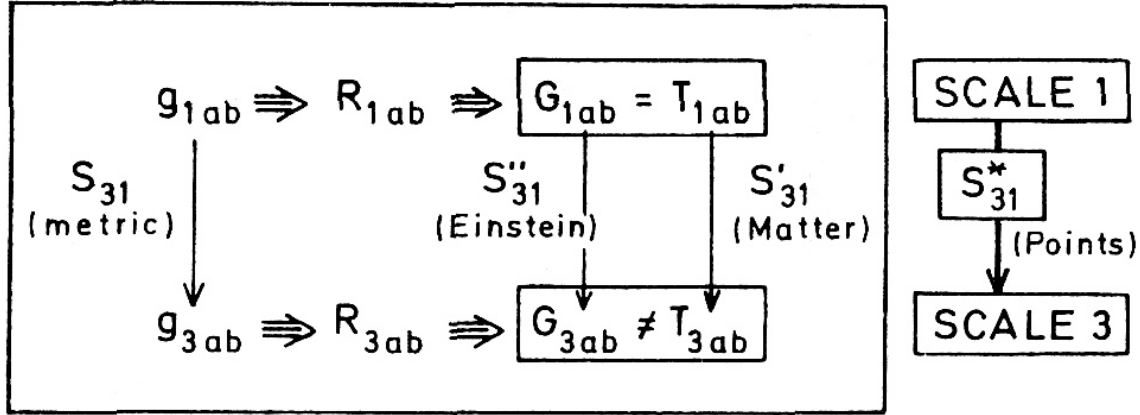 g1ab ⇛ R1ab ⇛ G1ab = T1ab SCALE 1
S31 S''31 S'31 S*31
(metric) (Einstein) (Matter) (Points)
g3ab ⇛ R3ab ⇛ G3ab ≠ T3ab SCALE 3